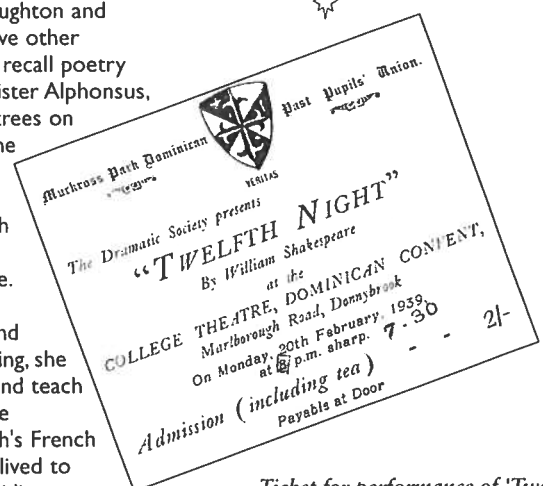 ughton and
ve other
recall poetry
ister Alphonsus,
trees on
ne
h
e.
nd
ing, she
and teach
e
h's French
lived to
Muckross Park Dominican Past Pupils' Union.
VERITAS
The Dramatic Society presents
"TWELFTH NIGHT"
By William Shakespeare
at the
COLLEGE THEATRE, DOMINICAN CONVENT,
Marlborough Road, Donnybrook
On Monday, 20th February, 1939,
at p.m. sharp. 7-30
Admission (including tea) - - 2/-
Payable at Door
Ticket for performance of 'Tw